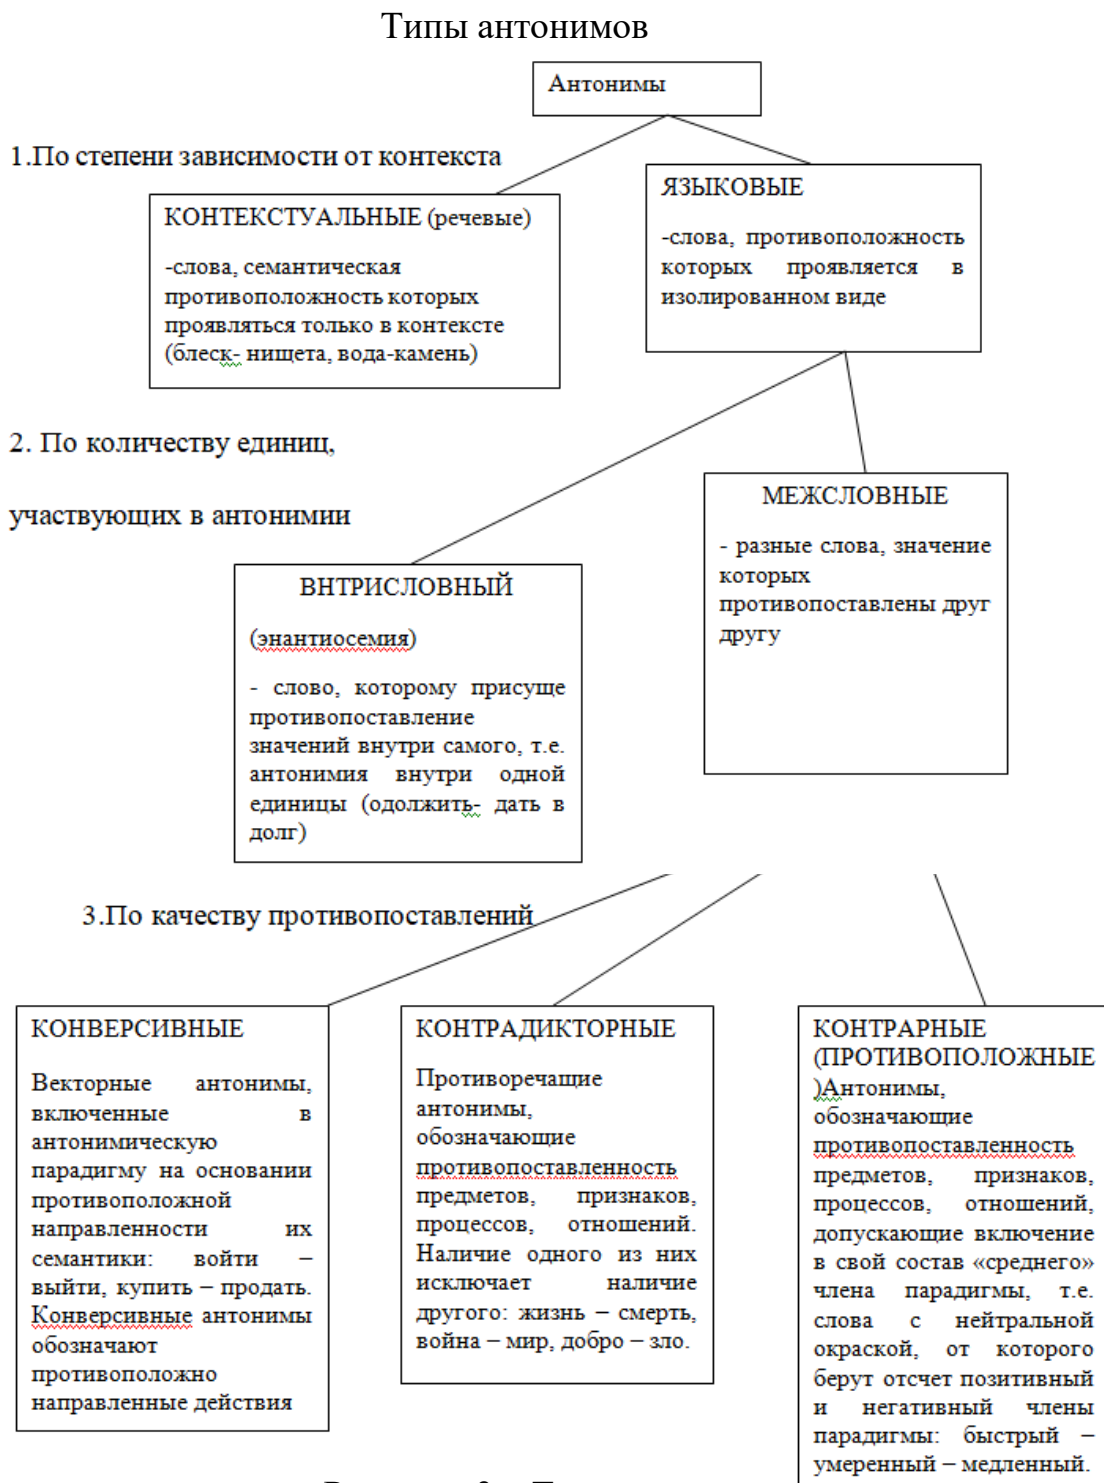 Типы антонимов
Антонимы
1.По степени зависимости от контекста
КОНТЕКСТУАЛЬНЫЕ (речевые)
-слова, семантическая
противоположность которых
проявляться только в контексте
(блеск- нищета, вода-камень)
ЯЗЫКОВЫЕ
-слова, противоположность
которых проявляется в
изолированном виде
2. По количеству единиц,
участвующих в антонимии
МЕЖСЛОВНЫЕ
- разные слова, значение
которых
противопоставлены друг
другу
ВНТРИСЛОВНЫЙ
(энантиосемия)
- слово, которому присуще
противопоставление
значений внутри самого, т.е.
антонимия внутри одной
единицы (одолжить- дать в
долг)
3.По качеству противопоставлений
КОНВЕРСИВНЫЕ
Векторные антонимы,
включенные в
антонимическую
парадигму на основании
противоположной
направленности их
семантики: войти –
выйти, купить – продать.
Конверсивные антонимы
обозначают
противоположно
направленные действия
КОНТРАДИКТОРНЫЕ
Противоречащие
антонимы,
обозначающие
противопоставленность
предметов, признаков,
процессов, отношений.
Наличие одного из них
исключает наличие
другого: жизнь – смерть,
война – мир, добро – зло.
КОНТРАРНЫЕ
(ПРОТИВОПОЛОЖНЫЕ
)Антонимы,
обозначающие
противопоставленность
предметов, признаков,
процессов, отношений,
допускающие включение
в свой состав «среднего»
члена парадигмы, т.е.
слова с нейтральной
окраской, от которого
берут отсчет позитивный
и негативный члены
парадигмы: быстрый –
умеренный – медленный.